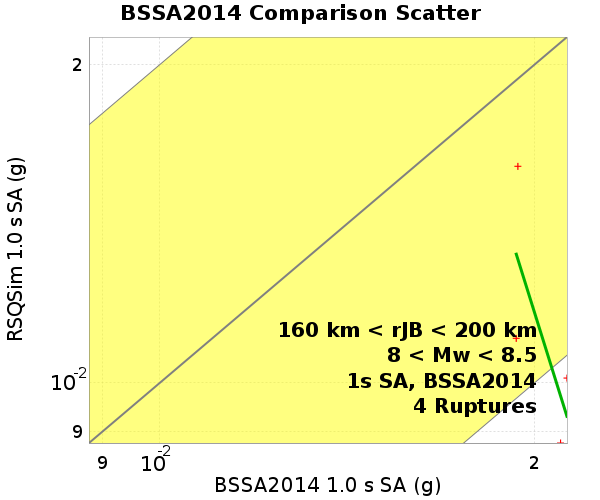 BSSA2014 Comparison Scatter
RSQSim 1.0 s SA (g)
2
10-2
9
160 km < rJB < 200 km
8 < Mw < 8.5
1s SA, BSSA2014
4 Ruptures
9
10-2
2
BSSA2014 1.0 s SA (g)